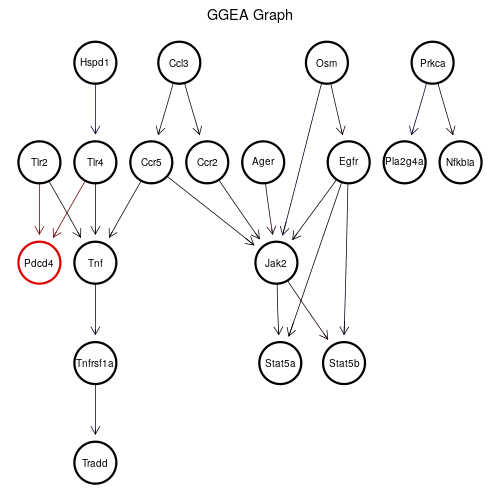 GGEA Graph
Hspd1
Ccl3
Osm
Prkca
Tlr2
Tlr4
Ccr5
Ccr2
Ager
Egfr
Pla2g4a
Nfkbia
Pdcd4
Tnf
Jak2
Tnfrsf1a
Stat5a
Stat5b
Tradd